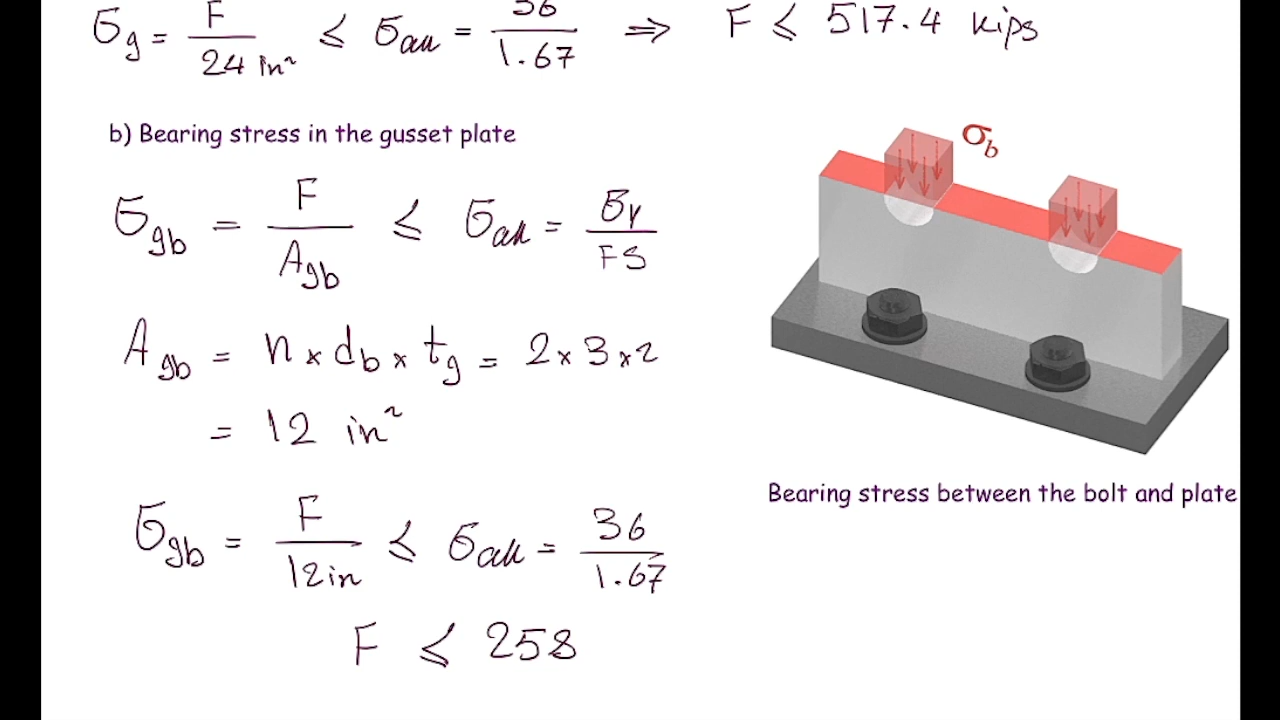 σg = F / 24 in² ≤ σall = 36 / 1.67 ⇒ F ≤ 517.4 kips
b) Bearing stress in the gusset plate
σb
σgb = F / Agb ≤ σall = σY / FS
Agb = n × db × tg = 2 × 3 × 2
= 12 in²
Bearing stress between the bolt and plate
σgb = F / 12in ≤ σall = 36 / 1.67
F ≤ 258